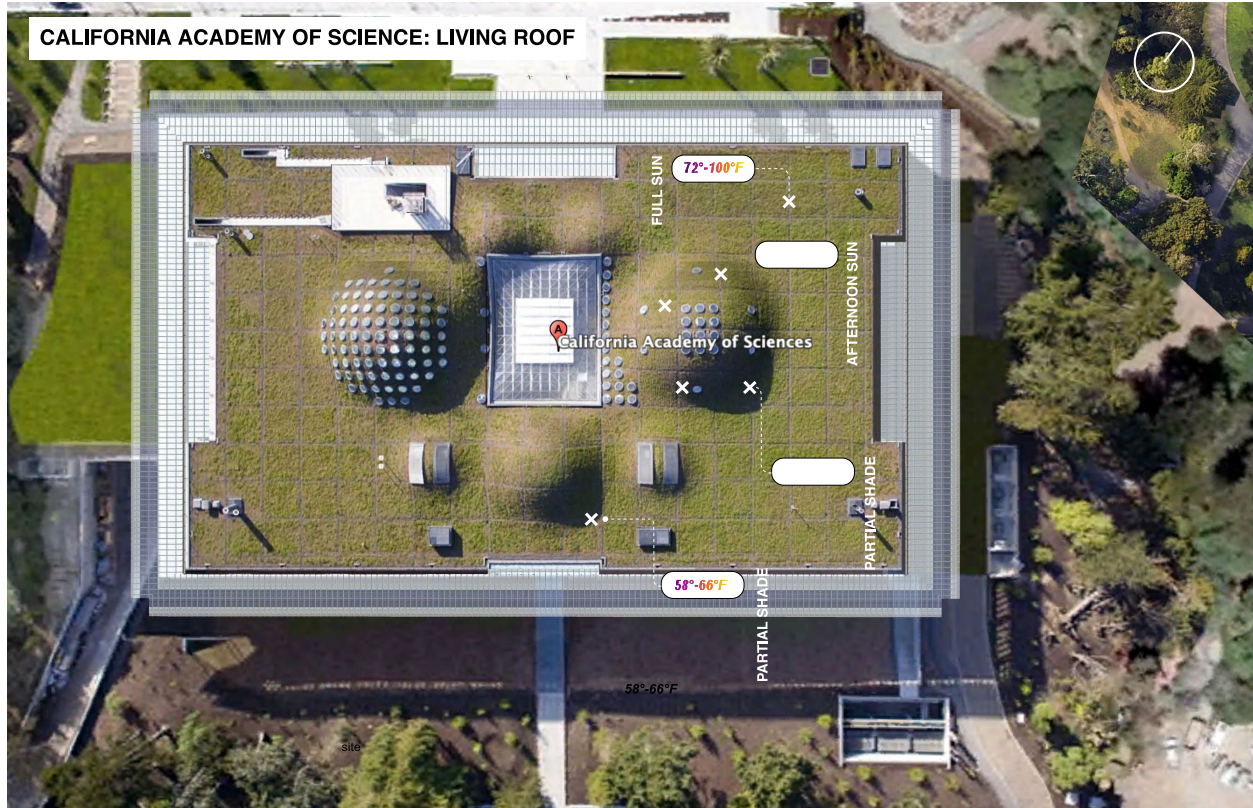 CALIFORNIA ACADEMY OF SCIENCE: LIVING ROOF
FULL SUN
72°-100°F
AFTERNOON SUN
A
California Academy of Sciences
PARTIAL SHADE
58°-66°F
PARTIAL SHADE
58°-66°F
site